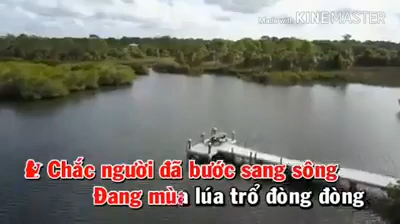 Made with KINEMASTER
Chắc người đã bước sang sông
Đang mùa lúa trổ đòng đòng